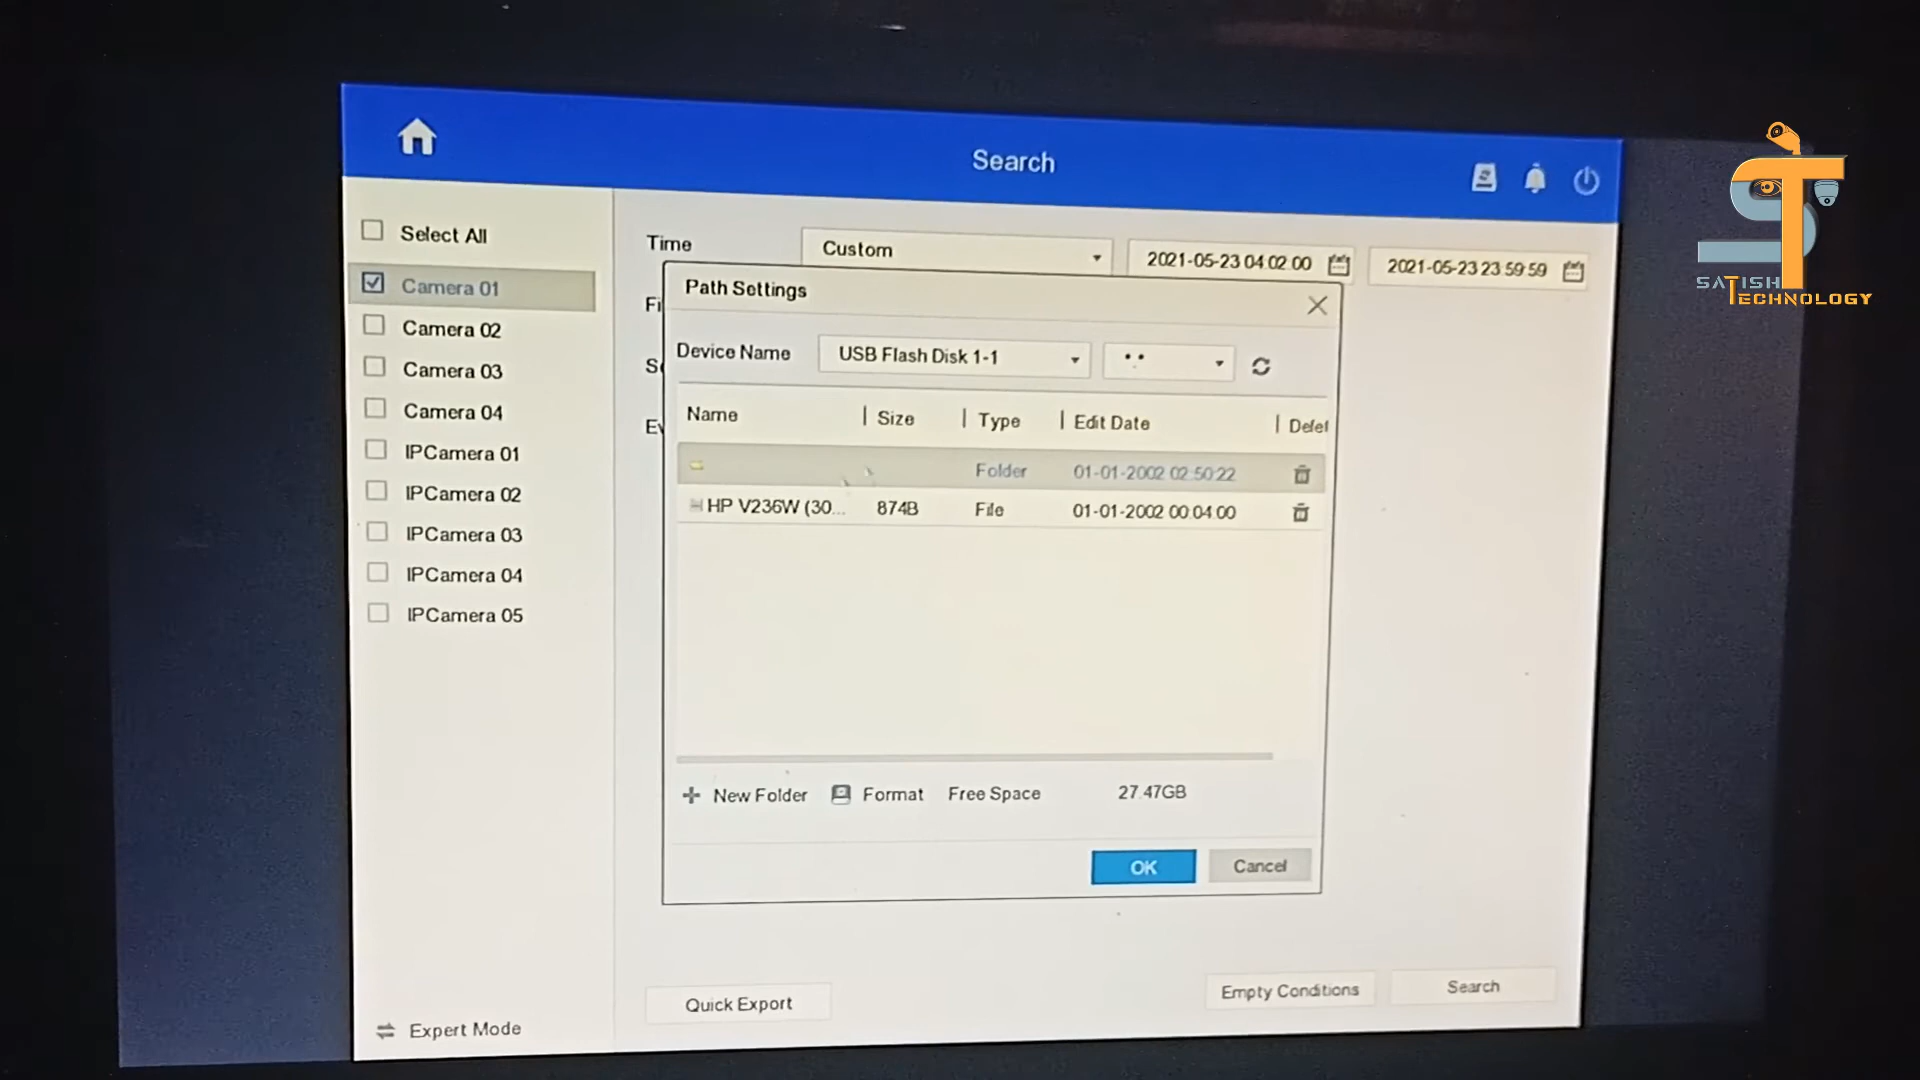 Search
Select All
Camera 01
Camera 02
Camera 03
Camera 04
IPCamera 01
IPCamera 02
IPCamera 03
IPCamera 04
IPCamera 05
Expert Mode
Time
Custom
2021-05-23 04:02:00
2021-05-23 23:59:59
Path Settings
Device Name
USB Flash Disk 1-1
Name
Size
Type
Edit Date
Folder
01-01-2002 02:50:22
HP V236W (30...
874B
File
01-01-2002 00:04:00
New Folder
Format
Free Space
27.47GB
OK
Cancel
Quick Export
Empty Conditions
Search
SATISH
TECHNOLOGY